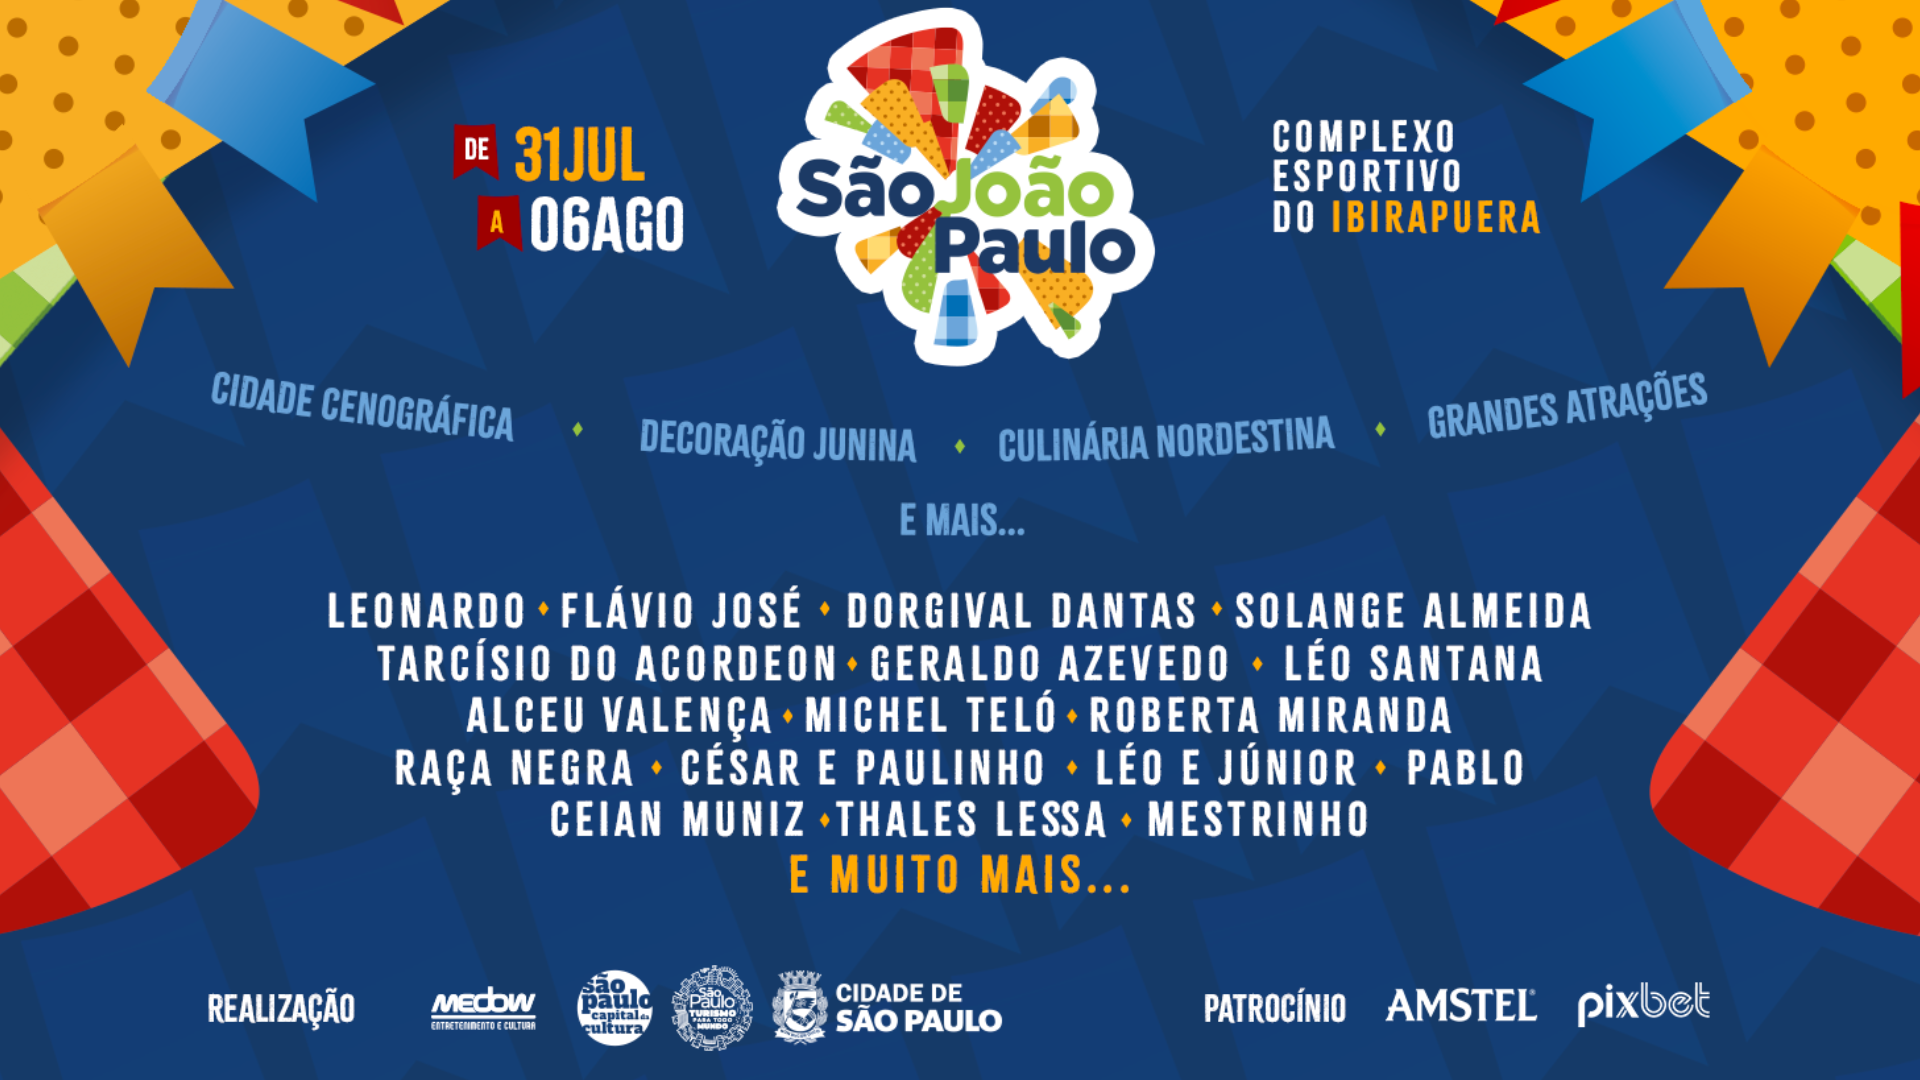 DE 31JUL
A 06AGO
São João
Paulo
COMPLEXO
ESPORTIVO
DO IBIRAPUERA
CIDADE CENOGRÁFICA • DECORAÇÃO JUNINA • CULINÁRIA NORDESTINA • GRANDES ATRAÇÕES
E MAIS...
LEONARDO • FLÁVIO JOSÉ • DORGIVAL DANTAS • SOLANGE ALMEIDA
TARCÍSIO DO ACORDEON • GERALDO AZEVEDO • LÉO SANTANA
ALCEU VALENÇA • MICHEL TELÓ • ROBERTA MIRANDA
RAÇA NEGRA • CÉSAR E PAULINHO • LÉO E JÚNIOR • PABLO
CEIAN MUNIZ • THALES LESSA • MESTRINHO
E MUITO MAIS...
REALIZAÇÃO
MEDOW
ENTRETENIMENTO E CULTURA
são
paulo
capital da
cultura
São
Paulo
TURISMO
PARA TODO
MUNDO
CIDADE DE
SÃO PAULO
PATROCÍNIO
AMSTEL
pixbet